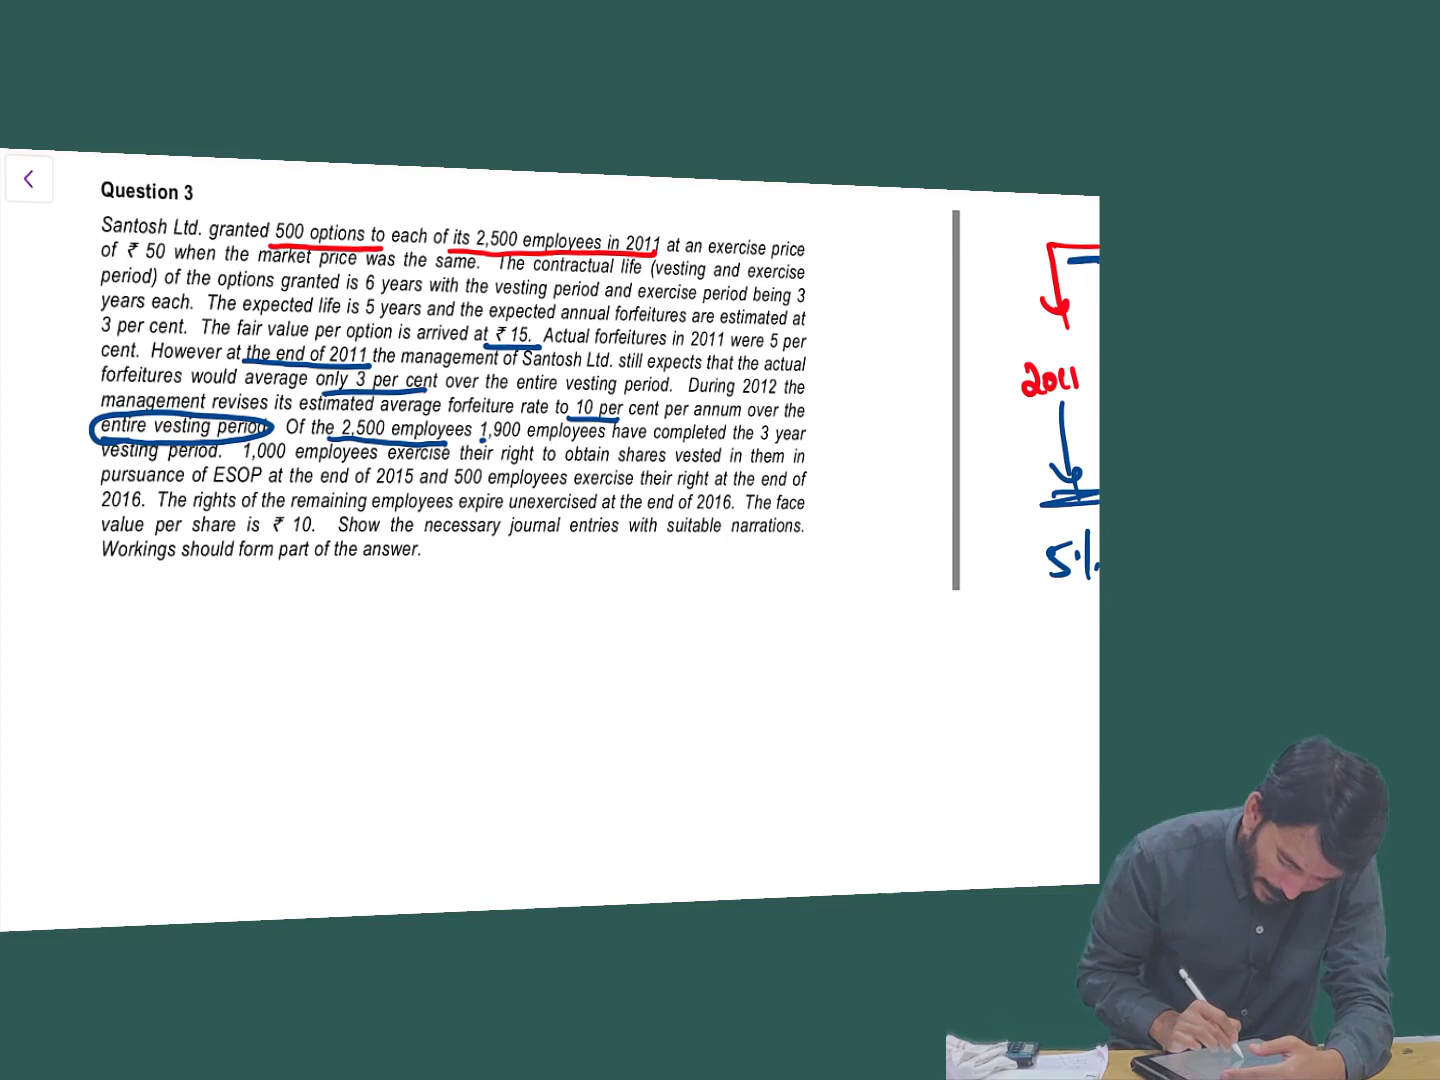 Question 3
Santosh Ltd. granted 500 options to each of its 2,500 employees in 2011 at an exercise price
of ₹ 50 when the market price was the same. The contractual life (vesting and exercise
period) of the options granted is 6 years with the vesting period and exercise period being 3
years each. The expected life is 5 years and the expected annual forfeitures are estimated at
3 per cent. The fair value per option is arrived at ₹ 15. Actual forfeitures in 2011 were 5 per
cent. However at the end of 2011 the management of Santosh Ltd. still expects that the actual
forfeitures would average only 3 per cent over the entire vesting period. During 2012 the
management revises its estimated average forfeiture rate to 10 per cent per annum over the
entire vesting period. Of the 2,500 employees 1,900 employees have completed the 3 year
vesting period. 1,000 employees exercise their right to obtain shares vested in them in
pursuance of ESOP at the end of 2015 and 500 employees exercise their right at the end of
2016. The rights of the remaining employees expire unexercised at the end of 2016. The face
value per share is ₹ 10. Show the necessary journal entries with suitable narrations.
Workings should form part of the answer.
2011
5%